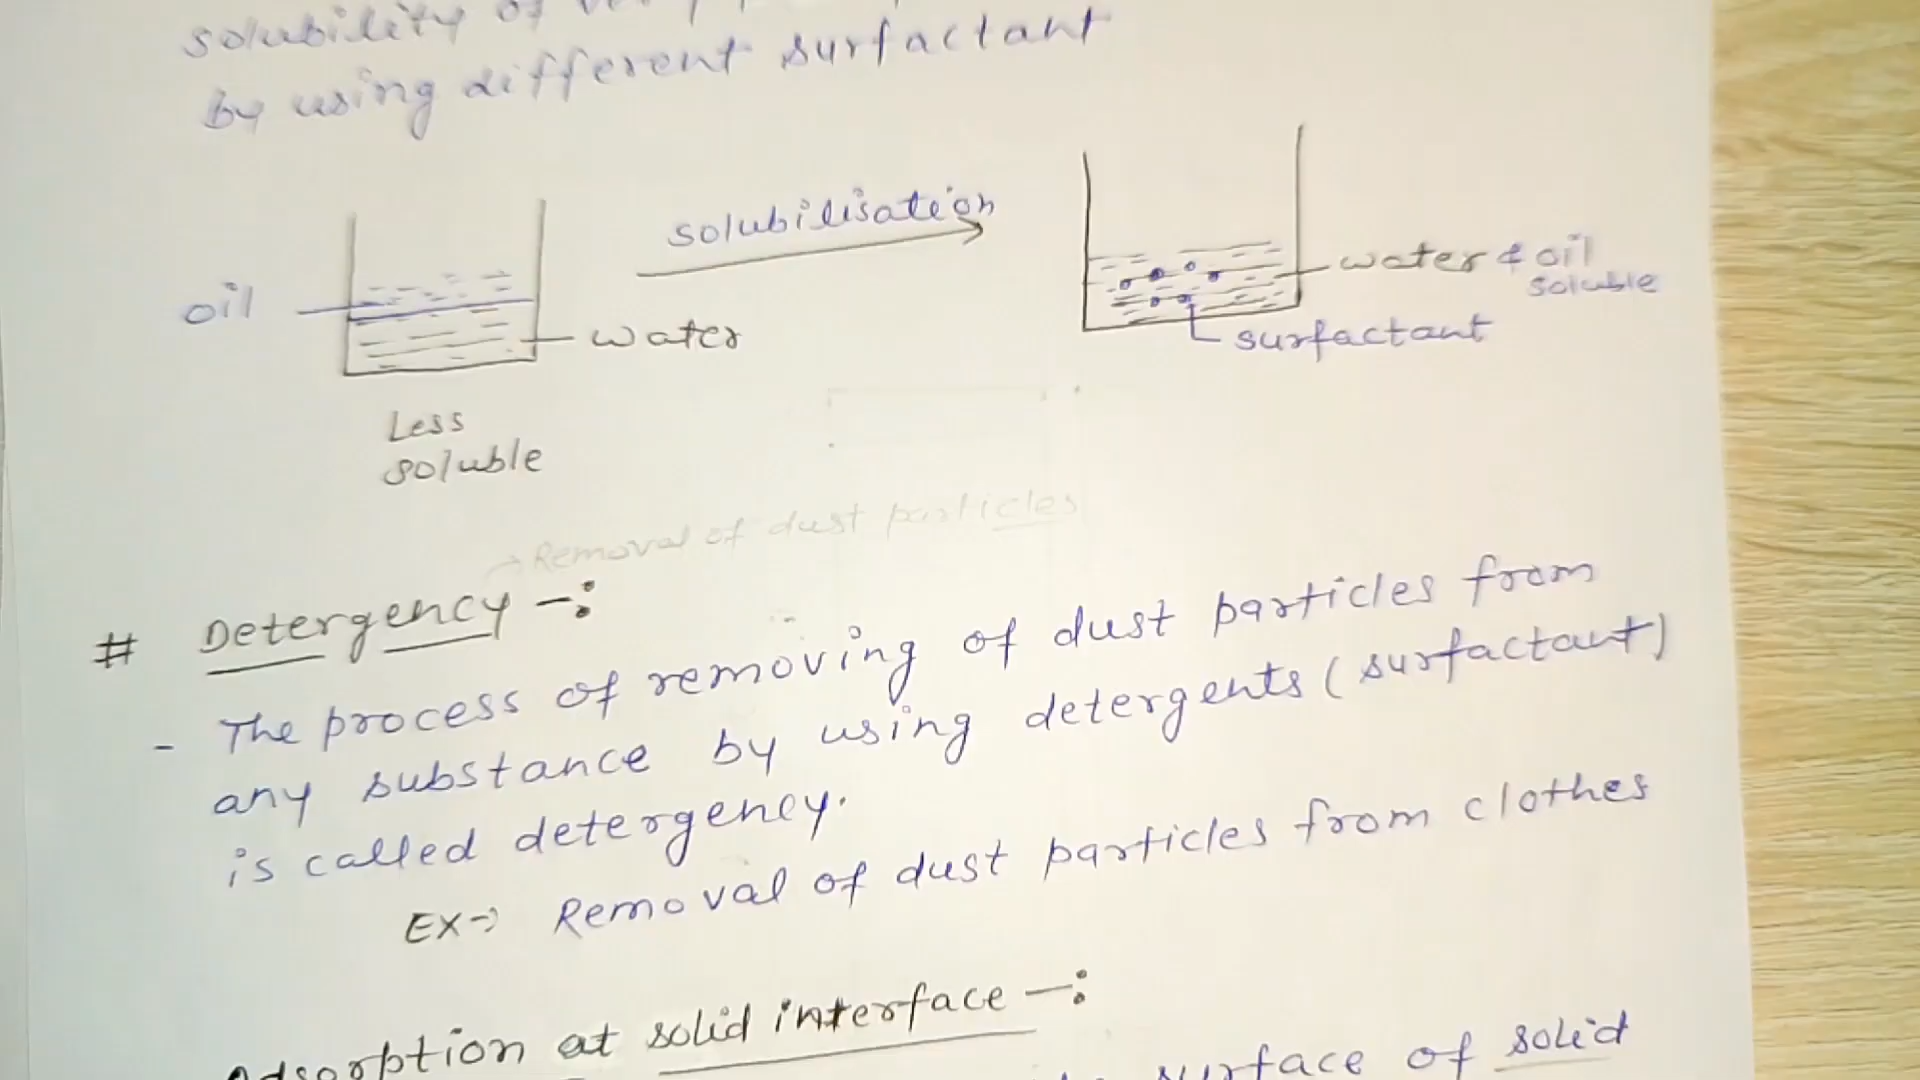 solubility of
by using different surfactant
solubilisation
oil
water
Less
soluble
water & oil
soluble
surfactant
→ Removal of dust particles
# Detergency -:
- The process of removing of dust particles from
any substance by using detergents (surfactant)
is called detergency.
EX→ Removal of dust particles from clothes
Adsorption at solid interface -:
surface of solid